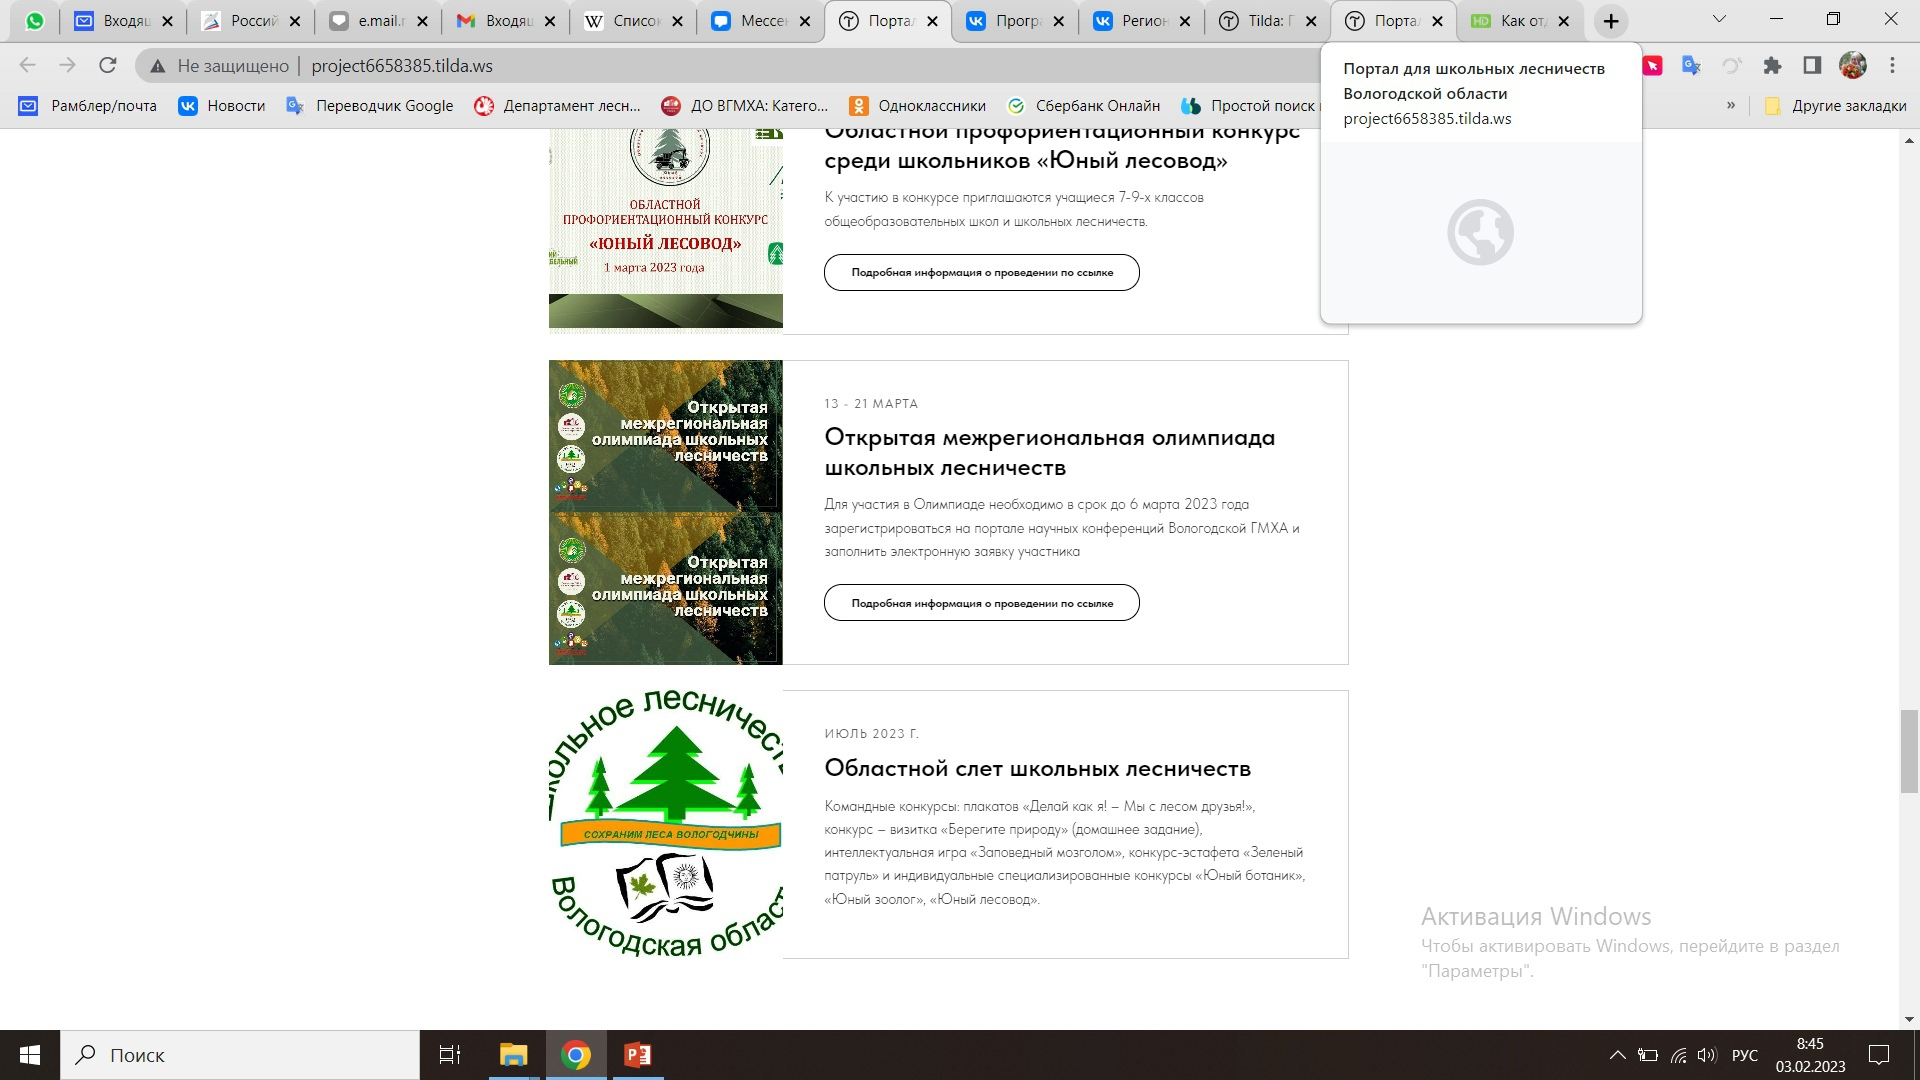 Входящ
Россий
e.mail.r
Входящ
Список
Мессен
Портал
Програ
Регион
Tilda: П
Порта
Как от
Не защищено
project6658385.tilda.ws
Рамблер/почта
Новости
Переводчик Google
Департамент лесн...
ДО ВГМХА: Катего...
Одноклассники
Сбербанк Онлайн
Простой поиск
»
Другие закладки
Портал для школьных лесничеств
Вологодской области
project6658385.tilda.ws
ОБЛАСТНОЙ
ПРОФОРИЕНТАЦИОННЫЙ КОНКУРС
«ЮНЫЙ ЛЕСОВОД»
1 марта 2023 года
Областной профориентационный конкурс
среди школьников «Юный лесовод»
К участию в конкурсе приглашаются учащиеся 7-9-х классов
общеобразовательных школ и школьных лесничеств.
Подробная информация о проведении по ссылке
Открытая
межрегиональная
олимпиада школьных
лесничеств
Открытая
межрегиональная
олимпиада школьных
лесничеств
13 - 21 МАРТА
Открытая межрегиональная олимпиада
школьных лесничеств
Для участия в Олимпиаде необходимо в срок до 6 марта 2023 года
зарегистрироваться на портале научных конференций Вологодской ГМХА и
заполнить электронную заявку участника
Подробная информация о проведении по ссылке
кольное лесничест
СОХРАНИМ ЛЕСА ВОЛОГОДЧИНЫ
Вологодская област
ИЮЛЬ 2023 Г.
Областной слет школьных лесничеств
Командные конкурсы: плакатов «Делай как я! – Мы с лесом друзья!»,
конкурс – визитка «Берегите природу» (домашнее задание),
интеллектуальная игра «Заповедный мозголом», конкурс-эстафета «Зеленый
патруль» и индивидуальные специализированные конкурсы «Юный ботаник»,
«Юный зоолог», «Юный лесовод».
Активация Windows
Чтобы активировать Windows, перейдите в раздел
"Параметры".
Поиск
РУС
8:45
03.02.2023